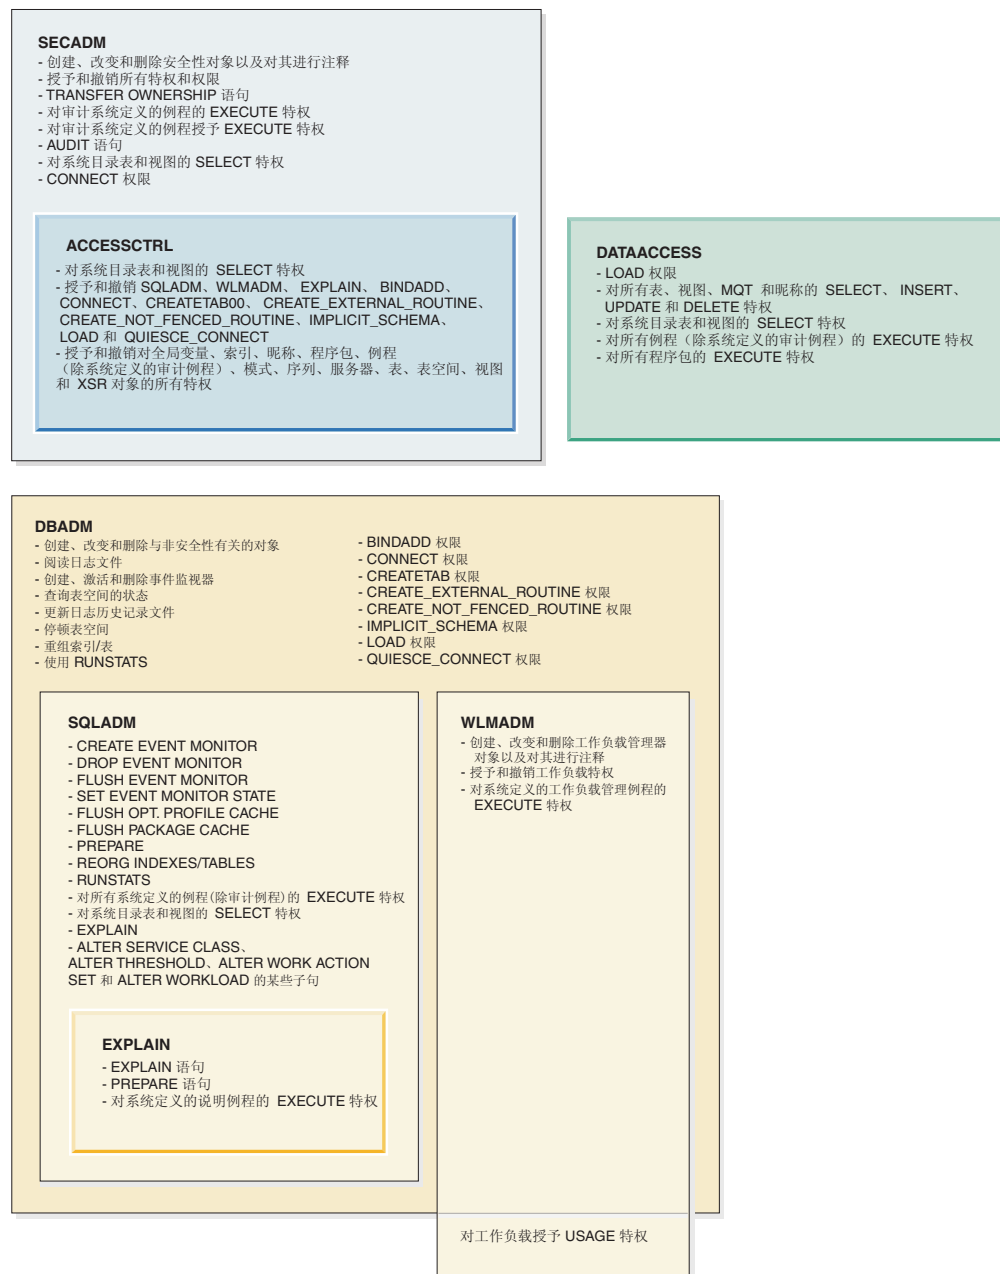 SECADM
- 创建、改变和删除安全性对象以及对其进行注释
- 授予和撤销所有特权和权限
- TRANSFER OWNERSHIP 语句
- 对审计系统定义的例程的 EXECUTE 特权
- 对审计系统定义的例程授予 EXECUTE 特权
- AUDIT 语句
- 对系统目录表和视图的 SELECT 特权
- CONNECT 权限
ACCESSCTRL
- 对系统目录表和视图的 SELECT 特权
- 授予和撤销 SQLADM、WLMADM、 EXPLAIN、 BINDADD、
CONNECT、CREATETAB00、 CREATE_EXTERNAL_ROUTINE、
CREATE_NOT_FENCED_ROUTINE、IMPLICIT_SCHEMA、
LOAD 和 QUIESCE_CONNECT
- 授予和撤销对全局变量、索引、昵称、程序包、例程
（除系统定义的审计例程）、模式、序列、服务器、表、表空间、视图
和 XSR 对象的所有特权
DATAACCESS
- LOAD 权限
- 对所有表、视图、MQT 和昵称的 SELECT、 INSERT、
UPDATE 和 DELETE 特权
- 对系统目录表和视图的 SELECT 特权
- 对所有例程（除系统定义的审计例程）的 EXECUTE 特权
- 对所有程序包的 EXECUTE 特权
DBADM
- 创建、改变和删除与非安全性有关的对象
- 阅读日志文件
- 创建、激活和删除事件监视器
- 查询表空间的状态
- 更新日志历史记录文件
- 停顿表空间
- 重组索引/表
- 使用 RUNSTATS
- BINDADD 权限
- CONNECT 权限
- CREATETAB 权限
- CREATE_EXTERNAL_ROUTINE 权限
- CREATE_NOT_FENCED_ROUTINE 权限
- IMPLICIT_SCHEMA 权限
- LOAD 权限
- QUIESCE_CONNECT 权限
SQLADM
- CREATE EVENT MONITOR
- DROP EVENT MONITOR
- FLUSH EVENT MONITOR
- SET EVENT MONITOR STATE
- FLUSH OPT. PROFILE CACHE
- FLUSH PACKAGE CACHE
- PREPARE
- REORG INDEXES/TABLES
- RUNSTATS
- 对所有系统定义的例程(除审计例程)的 EXECUTE 特权
- 对系统目录表和视图的 SELECT 特权
- EXPLAIN
- ALTER SERVICE CLASS、
ALTER THRESHOLD、ALTER WORK ACTION
SET 和 ALTER WORKLOAD 的某些子句
EXPLAIN
- EXPLAIN 语句
- PREPARE 语句
- 对系统定义的说明例程的 EXECUTE 特权
WLMADM
- 创建、改变和删除工作负载管理器
对象以及对其进行注释
- 授予和撤销工作负载特权
- 对系统定义的工作负载管理例程的
EXECUTE 特权
对工作负载授予 USAGE 特权